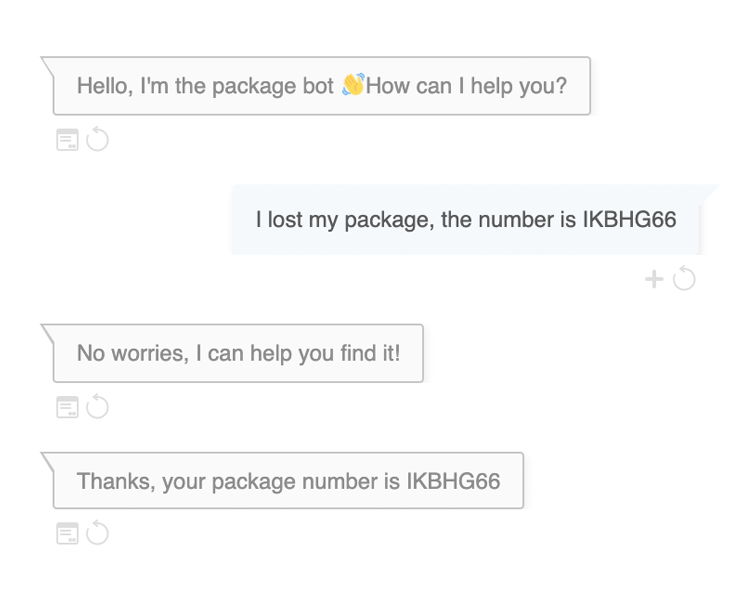 Hello, I'm the package bot 👋How can I help you?
I lost my package, the number is IKBHG66
No worries, I can help you find it!
Thanks, your package number is IKBHG66